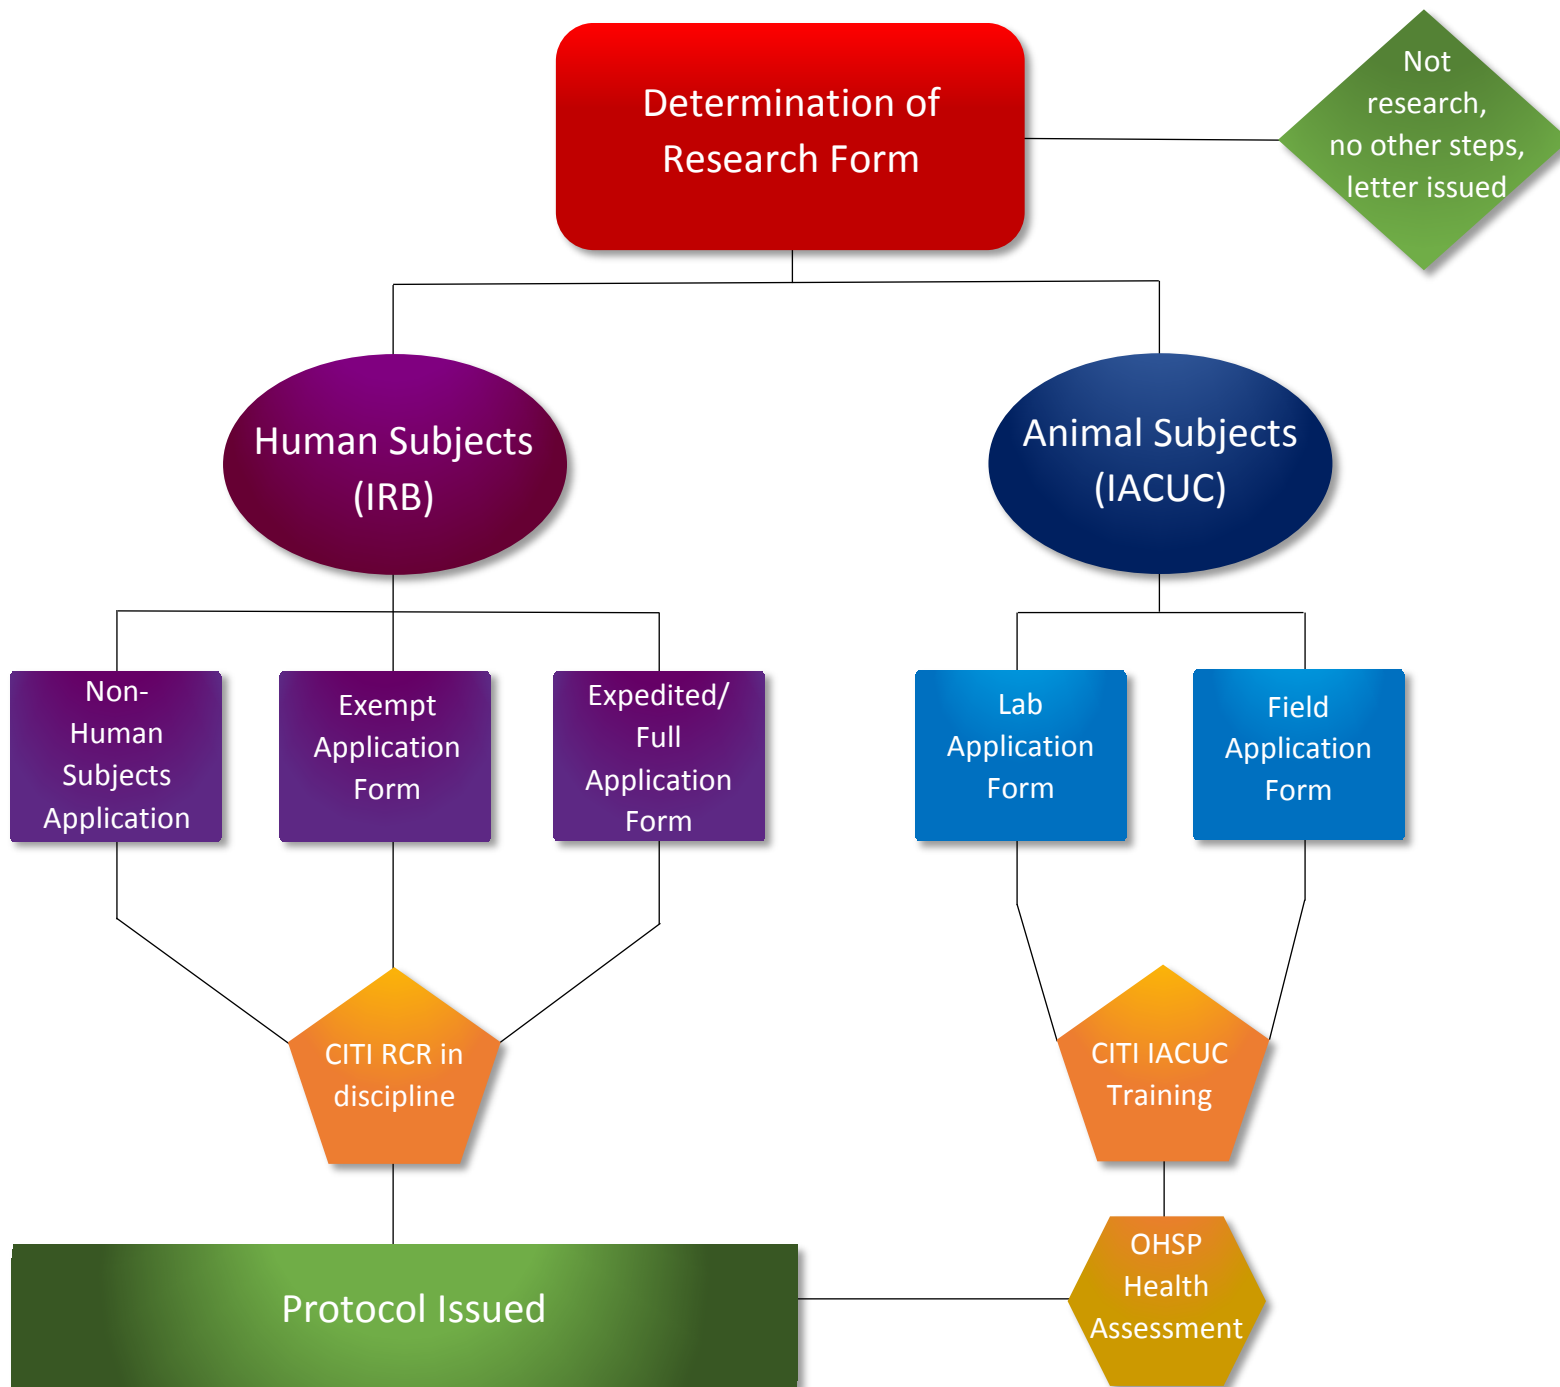 Determination of
Research Form
Not
research,
no other steps,
letter issued
Human Subjects
(IRB)
Animal Subjects
(IACUC)
Non-
Human
Subjects
Application
Exempt
Application
Form
Expedited/
Full
Application
Form
Lab
Application
Form
Field
Application
Form
CITI RCR in
discipline
CITI IACUC
Training
Protocol Issued
OHSP
Health
Assessment